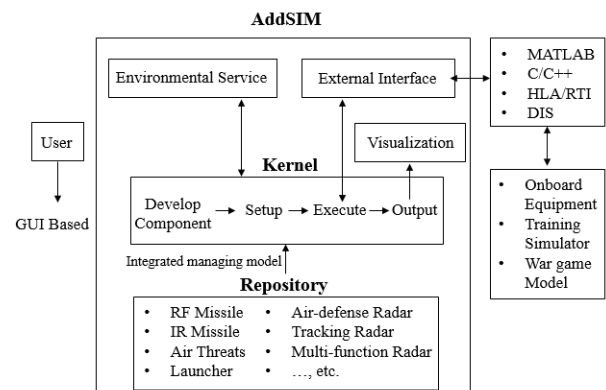 AddSIM
Environmental Service
External Interface
• MATLAB
• C/C++
• HLA/RTI
• DIS
User
GUI Based
Visualization
Kernel
Develop
Component
Setup
Execute
Output
• Onboard
Equipment
• Training
Simulator
• War game
Model
Integrated managing model
Repository
• RF Missile
• IR Missile
• Air Threats
• Launcher
• Air-defense Radar
• Tracking Radar
• Multi-function Radar
• …, etc.